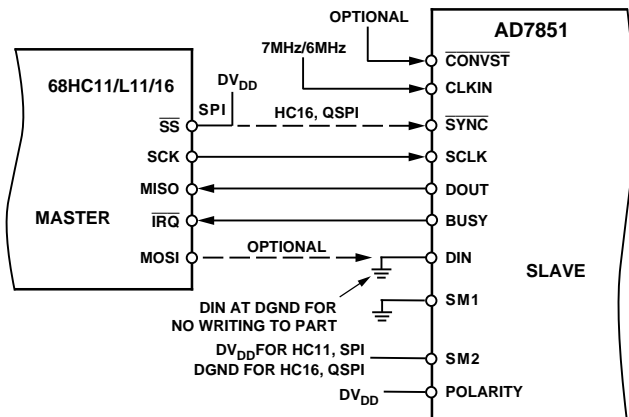 OPTIONAL
AD7851
7MHz/6MHz
CONVST
68HC11/L11/16
DVDD
CLKIN
SPI
HC16, QSPI
SS
SYNC
SCK
SCLK
MISO
DOUT
MASTER
IRQ
BUSY
MOSI
OPTIONAL
DIN
SLAVE
DIN AT DGND FOR
NO WRITING TO PART
SM1
DVDD FOR HC11, SPI
DGND FOR HC16, QSPI
SM2
DVDD
POLARITY